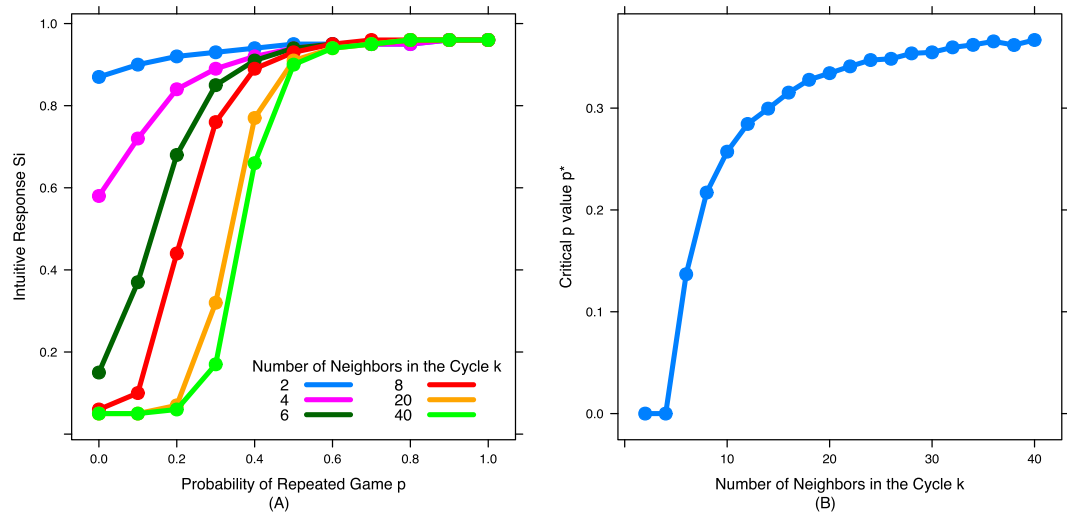 1.0
0.8
0.6
0.4
0.2
Intuitive Response Si
Number of Neighbors in the Cycle k
2 8
4 20
6 40
0.0 0.2 0.4 0.6 0.8 1.0
Probability of Repeated Game p
(A)
0.3
0.2
0.1
0.0
Critical p value p*
10 20 30 40
Number of Neighbors in the Cycle k
(B)